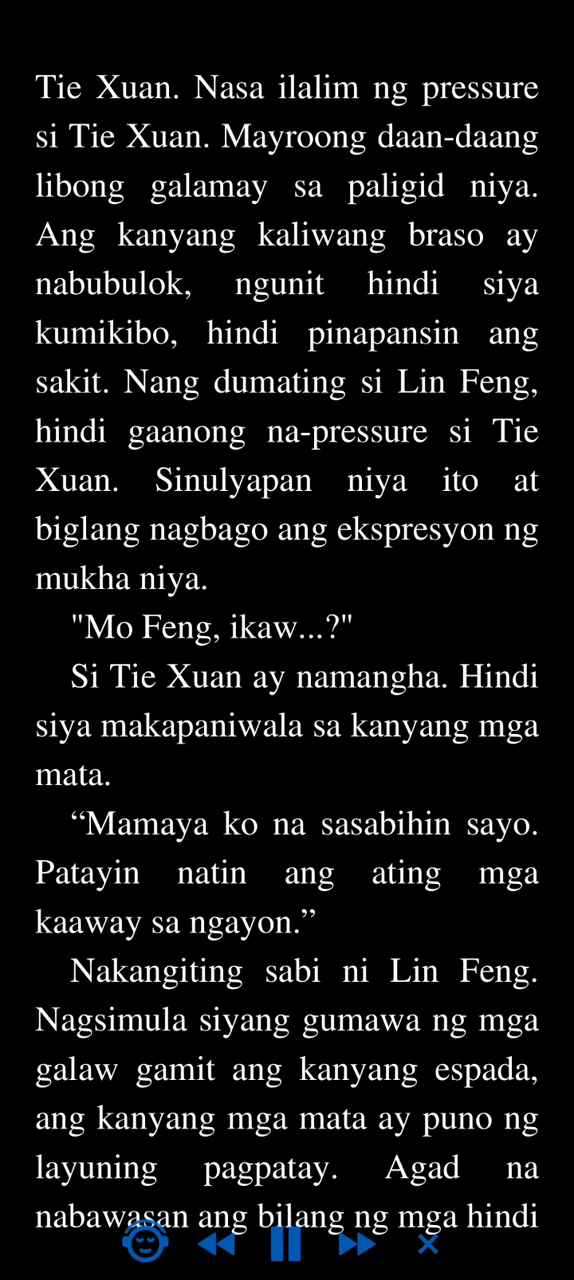 Tie Xuan. Nasa ilalim ng pressure
si Tie Xuan. Mayroong daan-daang
libong galamay sa paligid niya.
Ang kanyang kaliwang braso ay
nabubulok, ngunit hindi siya
kumikibo, hindi pinapansin ang
sakit. Nang dumating si Lin Feng,
hindi gaanong na-pressure si Tie
Xuan. Sinulyapan niya ito at
biglang nagbago ang ekspresyon ng
mukha niya.
"Mo Feng, ikaw...?"
Si Tie Xuan ay namangha. Hindi
siya makapaniwala sa kanyang mga
mata.
“Mamaya ko na sasabihin sayo.
Patayin natin ang ating mga
kaaway sa ngayon.”
Nakangiting sabi ni Lin Feng.
Nagsimula siyang gumawa ng mga
galaw gamit ang kanyang espada,
ang kanyang mga mata ay puno ng
layuning pagpatay. Agad na
nabawasan ang bilang ng mga hindi